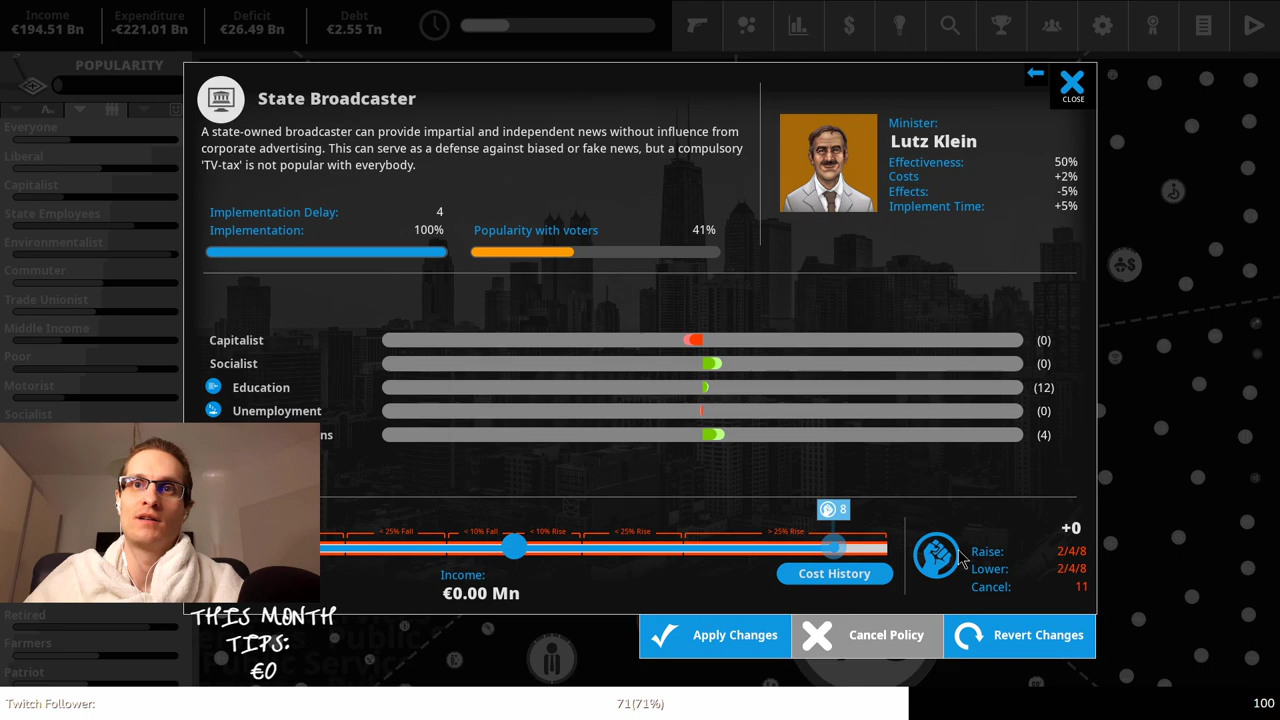 Income Expenditure Deficit Debt
€194.51 Bn -€221.01 Bn €26.49 Bn €2.55 Tn
POPULARITY
Everyone
Liberal
Capitalist
State Employees
Environmentalist
Commuter
Trade Unionist
Middle Income
Poor
Motorist
Socialist
Retired
Farmers
Patriot
State Broadcaster
A state-owned broadcaster can provide impartial and independent news without influence from
corporate advertising. This can serve as a defense against biased or fake news, but a compulsory
'TV-tax' is not popular with everybody.
Implementation Delay: 4
Implementation: 100%
Popularity with voters 41%
CLOSE
Minister:
Lutz Klein
Effectiveness: 50%
Costs +2%
Effects: -5%
Implement Time: +5%
Capitalist (0)
Socialist (0)
Education (12)
Unemployment (0)
ns (4)
8
< 25% Fall < 10% Fall < 10% Rise < 25% Rise > 25% Rise
Income:
€0.00 Mn
Cost History
+0
Raise: 2/4/8
Lower: 2/4/8
Cancel: 11
Apply Changes Cancel Policy Revert Changes
THIS MONTH
TIPS:
€0
Public
Public Servi
Twitch Follower: 71(71%) 100